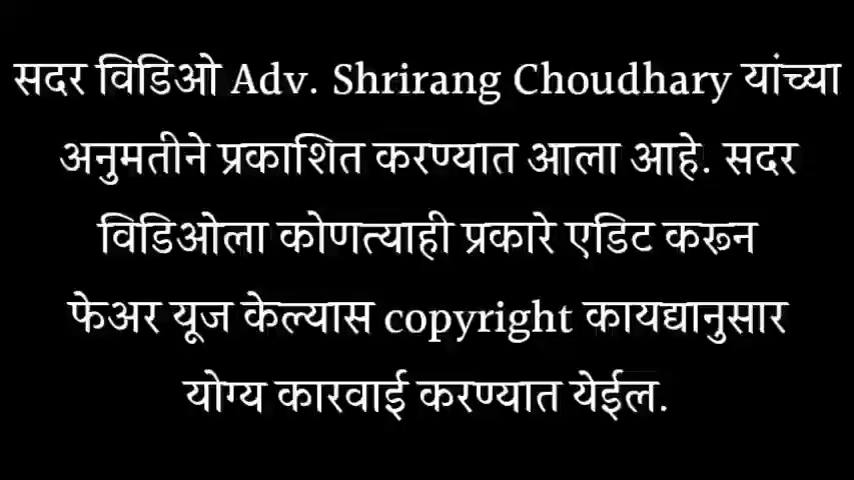 सदर विडिओ Adv. Shrirang Choudhary यांच्या
अनुमतीने प्रकाशित करण्यात आला आहे. सदर
विडिओला कोणत्याही प्रकारे एडिट करून
फेअर यूज केल्यास copyright कायद्यानुसार
योग्य कारवाई करण्यात येईल.